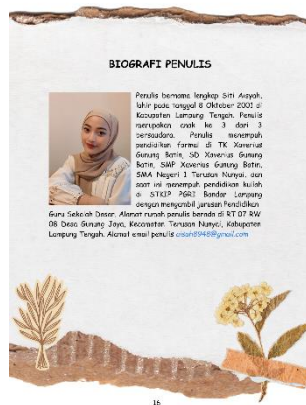 BIOGRAFI PENULIS
Penulis bernama lengkap Siti Aisyah,
lahir pada tanggal 8 Oktober 2001 di
Kabupaten Lampung Tengah. Penulis
merupakan anak ke 3 dari 3
bersaudara. Penulis menempuh
pendidikan formal di TK Xaverius
Gunung Batin, SD Xaverius Gunung
Batin, SMP Xaverius Gunung Batin,
SMA Negeri 1 Terusan Nunyai, dan
saat ini menempuh pendidikan kuliah
di STKIP PGRI Bandar Lampung
dengan mengambil jurusan Pendidikan
Guru Sekolah Dasar. Alamat rumah penulis berada di RT 07 RW
08 Desa Gunung Joya, Kecamatan. Terusan Nunyai, Kabupaten
Lampung Tengah. Alamat email penulis aisah8948@gmail.com
16